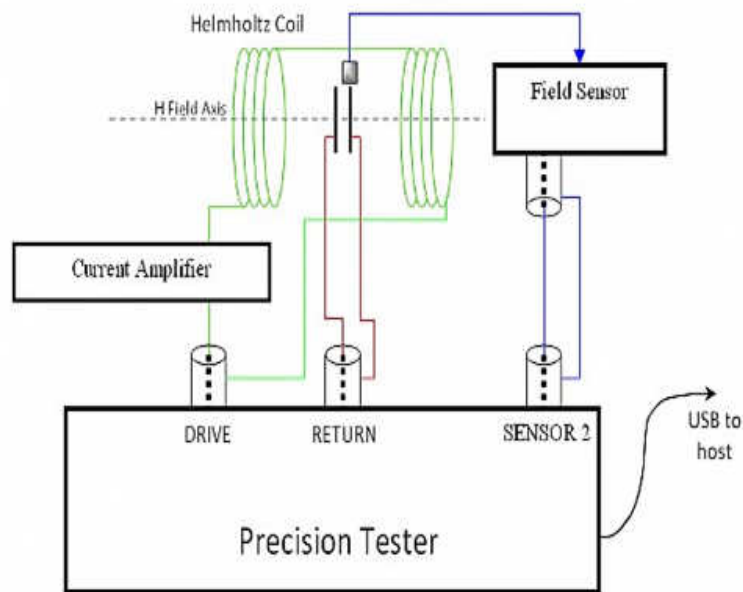 Helmholtz Coil
H Field Axis
Field Sensor
Current Amplifier
DRIVE
RETURN
SENSOR 2
USB to
host
Precision Tester